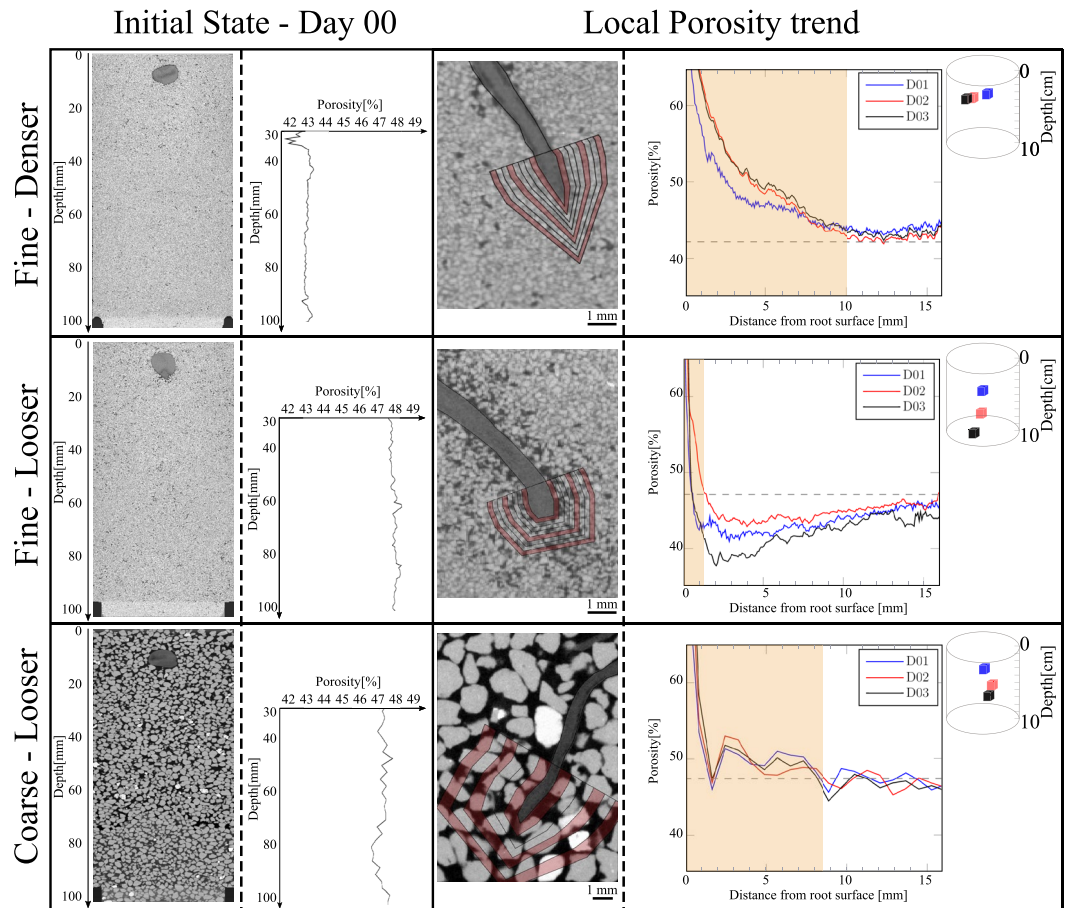 Initial State - Day 00
Local Porosity trend
Fine - Denser
0
20
40
60
80
100
Depth[mm]
Porosity[%]
42 43 44 45 46 47 48 49
30
40
60
80
100
Depth[mm]
1 mm
60
50
40
Porosity[%]
D01
D02
D03
0 5 10 15
Distance from root surface [mm]
0
10
Depth[cm]
Fine - Looser
0
20
40
60
80
100
Depth[mm]
Porosity[%]
42 43 44 45 46 47 48 49
30
40
60
80
100
Depth[mm]
1 mm
60
50
40
Porosity[%]
D01
D02
D03
0 5 10 15
Distance from root surface [mm]
0
10
Depth[cm]
Coarse - Looser
0
20
40
60
80
100
Depth[mm]
Porosity[%]
42 43 44 45 46 47 48 49
30
40
60
80
100
Depth[mm]
1 mm
60
50
40
Porosity[%]
D01
D02
D03
0 5 10 15
Distance from root surface [mm]
0
10
Depth[cm]